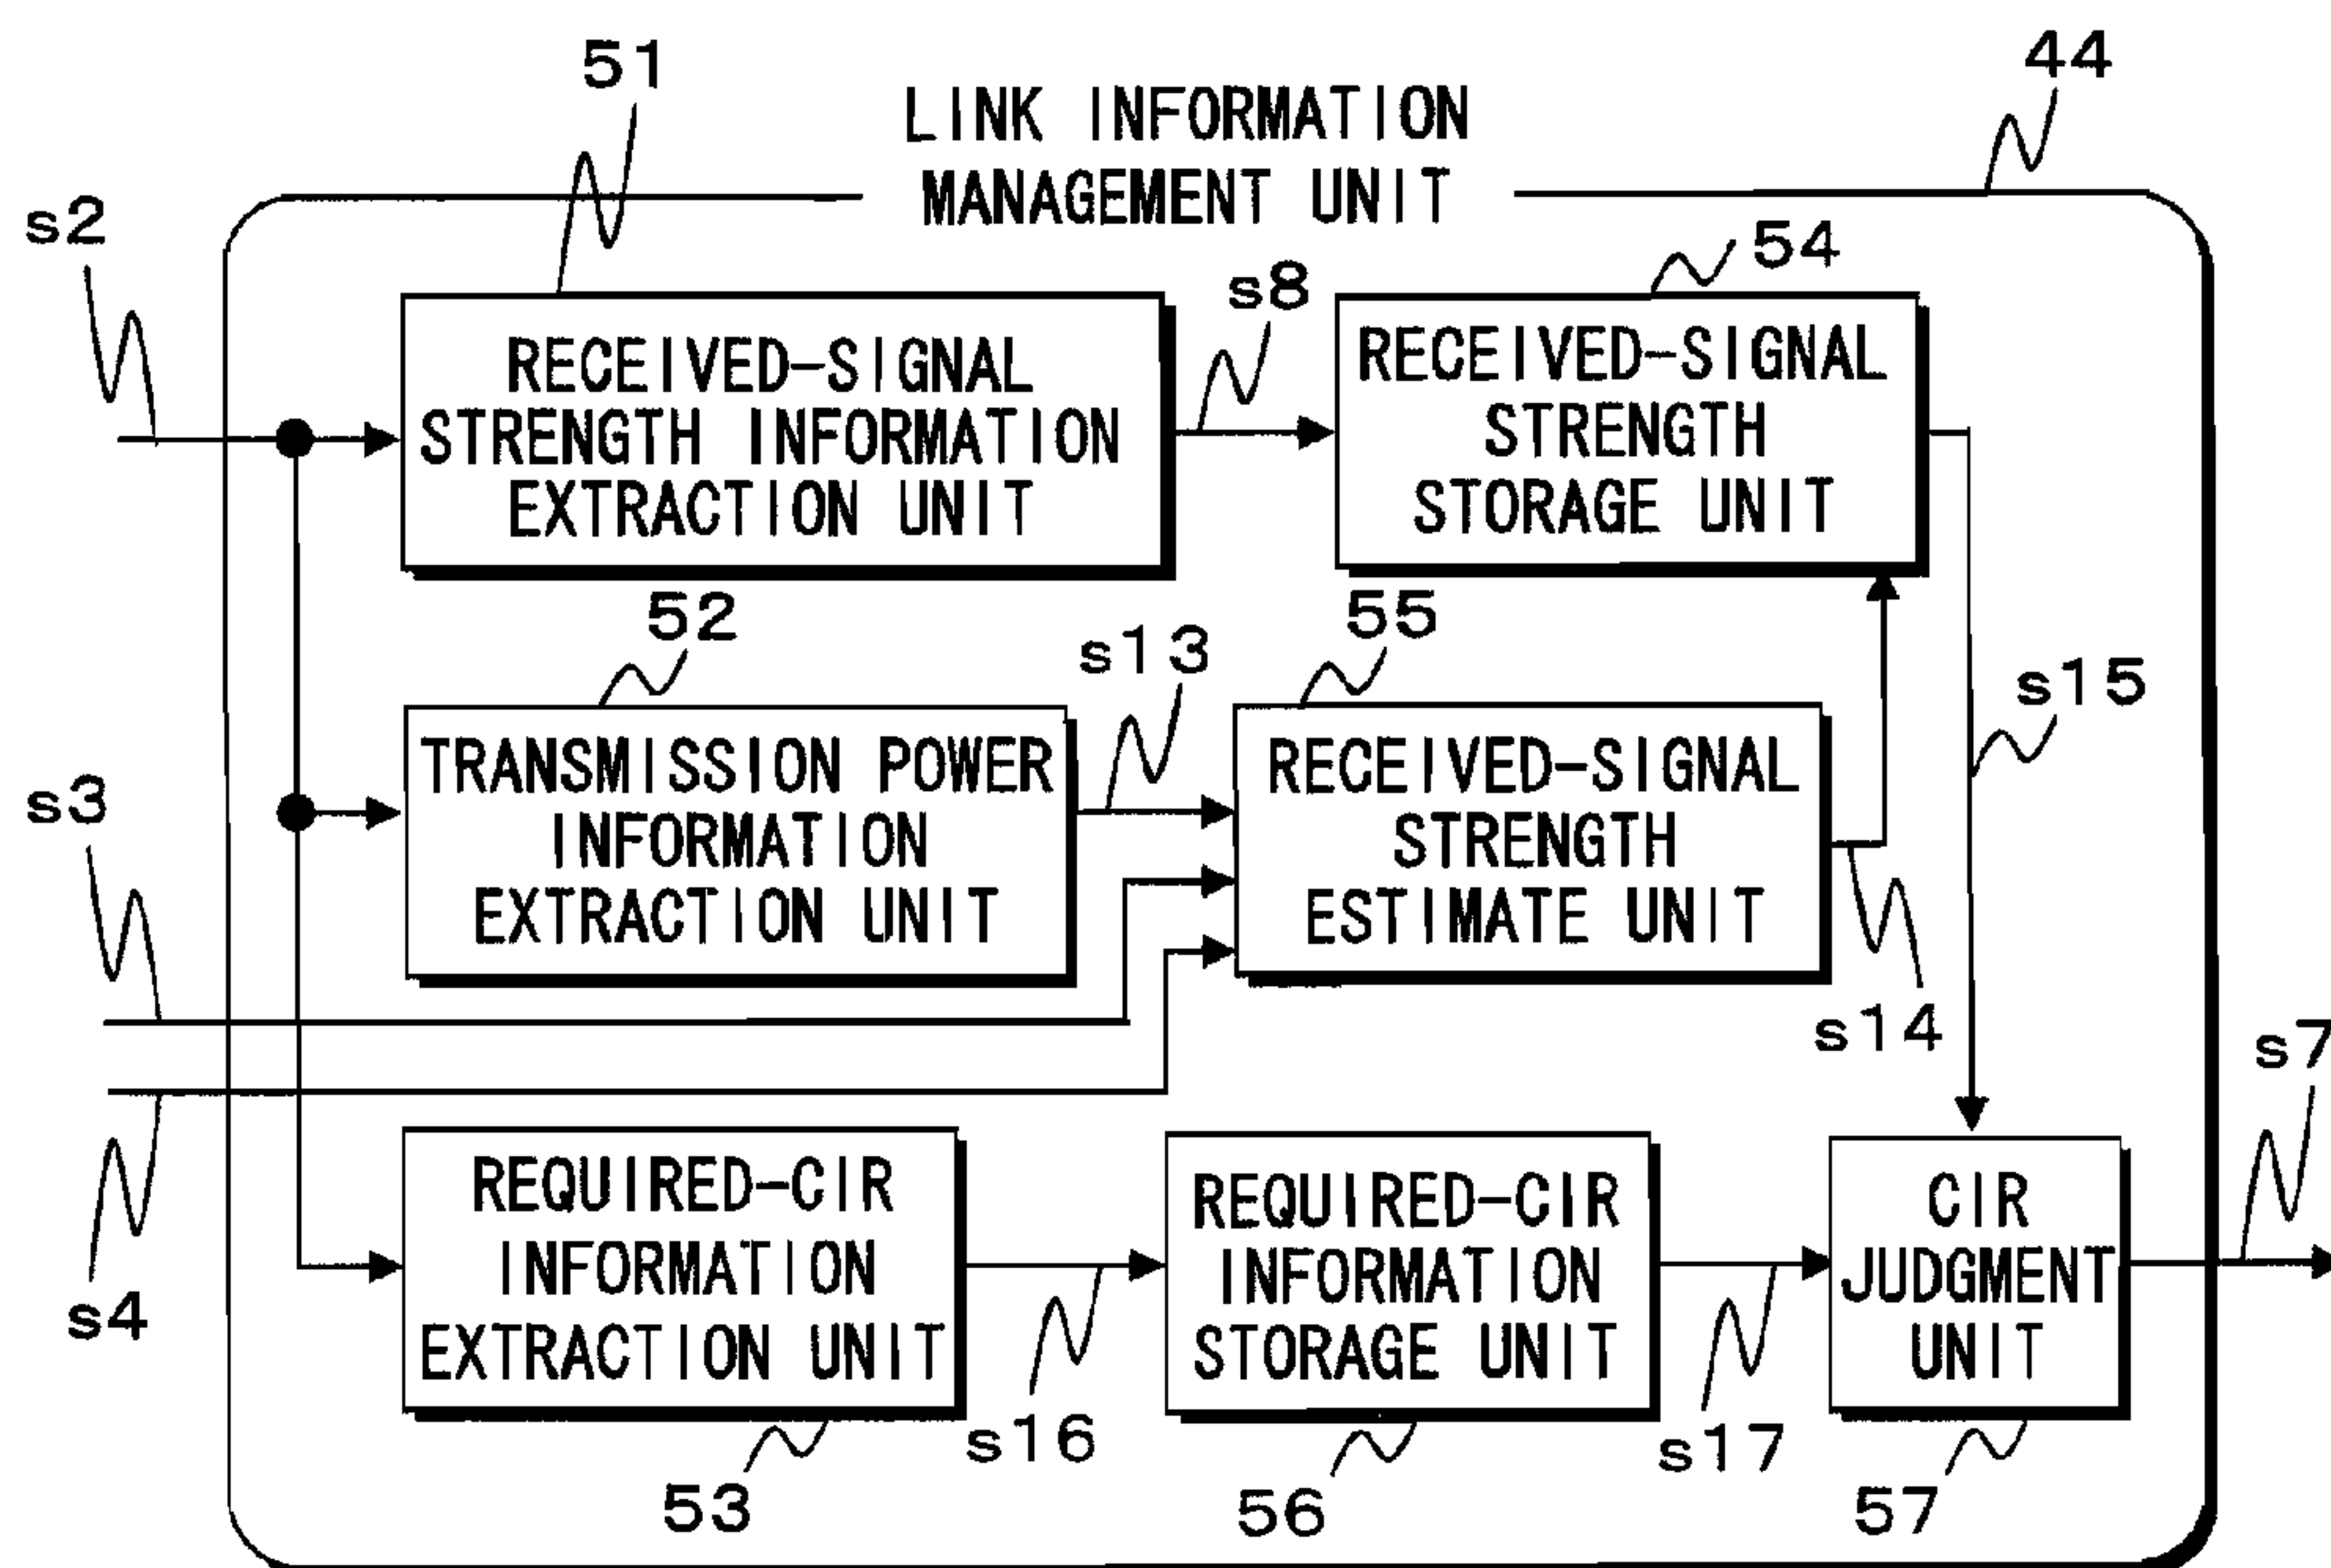 51
44
LINK INFORMATION
MANAGEMENT UNIT
s2
54
s8
RECEIVED-SIGNAL
STRENGTH INFORMATION
EXTRACTION UNIT
RECEIVED-SIGNAL
STRENGTH
STORAGE UNIT
52
55
s13
s15
s3
TRANSMISSION POWER
INFORMATION
EXTRACTION UNIT
RECEIVED-SIGNAL
STRENGTH
ESTIMATE UNIT
s14
s7
s4
REQUIRED-CIR
INFORMATION
EXTRACTION UNIT
REQUIRED-CIR
INFORMATION
STORAGE UNIT
CIR
JUDGMENT
UNIT
s16
s17
53
56
57